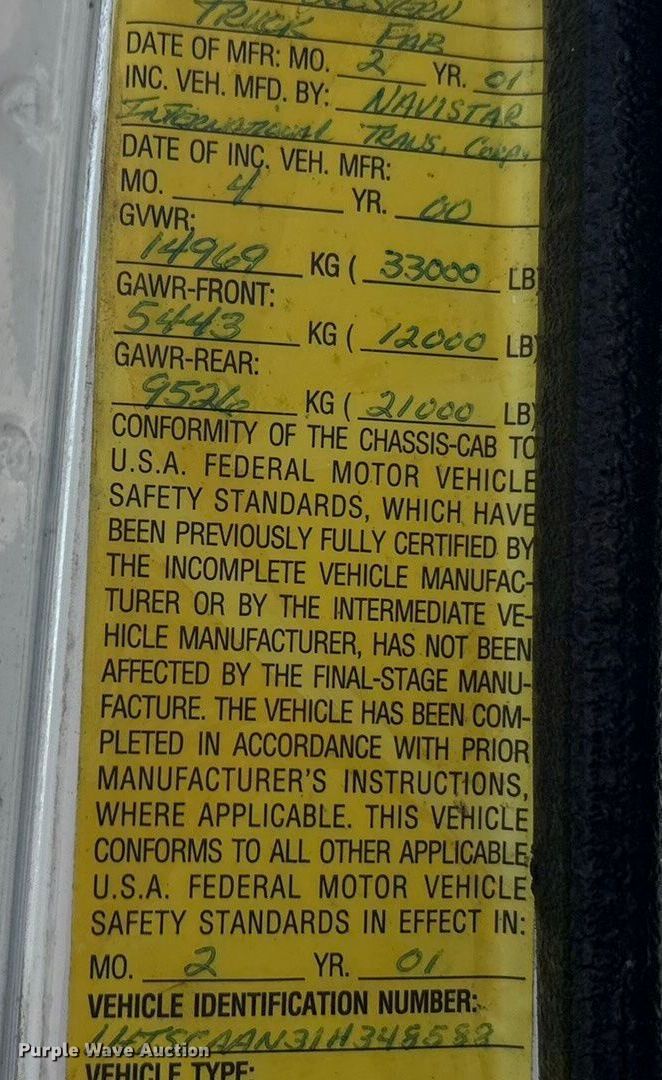 TRUCK FAB
DATE OF MFR: MO. 2 YR. 01
INC. VEH. MFD. BY: NAVISTAR
INTERNATIONAL TRANS. Corp.
DATE OF INC. VEH. MFR:
MO. 4 YR. 00
GVWR:
14969 KG ( 33000 LB)
GAWR-FRONT:
5443 KG ( 12000 LB)
GAWR-REAR:
9526 KG ( 21000 LB)
CONFORMITY OF THE CHASSIS-CAB TO
U.S.A. FEDERAL MOTOR VEHICLE
SAFETY STANDARDS, WHICH HAVE
BEEN PREVIOUSLY FULLY CERTIFIED BY
THE INCOMPLETE VEHICLE MANUFAC-
TURER OR BY THE INTERMEDIATE VE-
HICLE MANUFACTURER, HAS NOT BEEN
AFFECTED BY THE FINAL-STAGE MANU-
FACTURE. THE VEHICLE HAS BEEN COM-
PLETED IN ACCORDANCE WITH PRIOR
MANUFACTURER'S INSTRUCTIONS,
WHERE APPLICABLE. THIS VEHICLE
CONFORMS TO ALL OTHER APPLICABLE
U.S.A. FEDERAL MOTOR VEHICLE
SAFETY STANDARDS IN EFFECT IN:
MO. 2 YR. 01
VEHICLE IDENTIFICATION NUMBER:
Purple Wave Auction
VEHICLE TYPE: